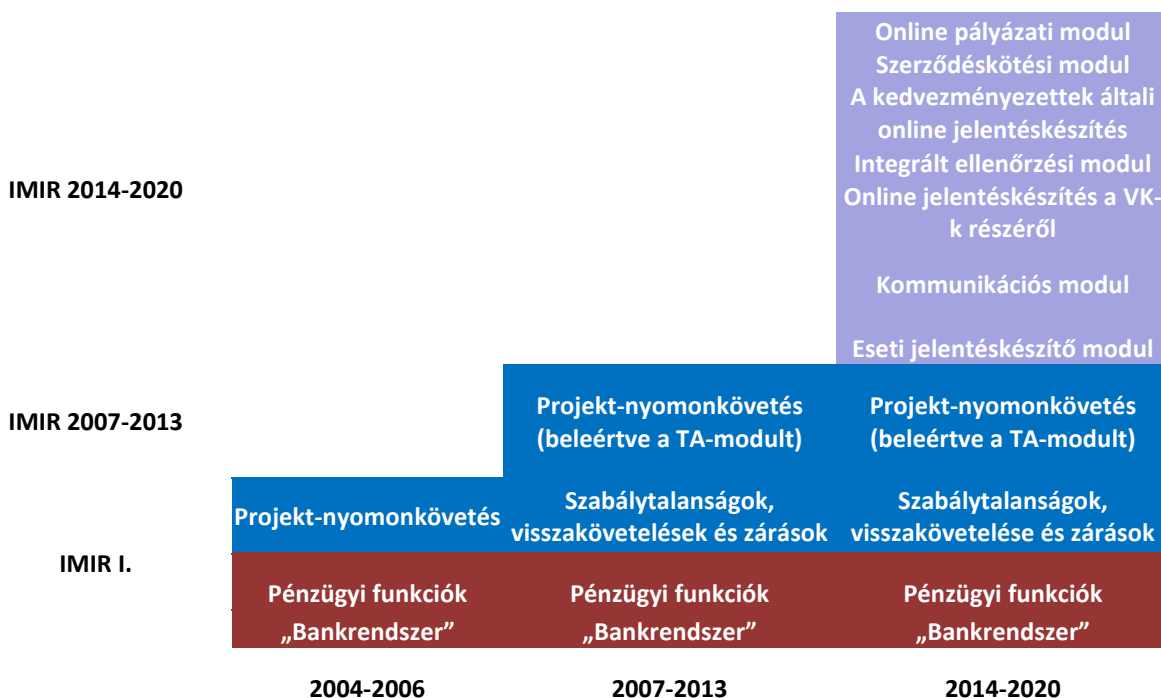 Online pályázati modul
Szerződéskötési modul
A kedvezményezettek általi
online jelentéskészítés
Integrált ellenőrzési modul
IMIR 2014-2020
Online jelentéskészítés a VK-
k részéről
Kommunikációs modul
Eseti jelentéskészítő modul
IMIR 2007-2013
Projekt-nyomonkövetés
(beleértve a TA-modult)
Projekt-nyomonkövetés
(beleértve a TA-modult)
Projekt-nyomonkövetés
Szabálytalanságok,
visszakövetelések és zárások
Szabálytalanságok,
visszakövetelése és zárások
IMIR I.
Pénzügyi funkciók
„Bankrendszer”
Pénzügyi funkciók
„Bankrendszer”
Pénzügyi funkciók
„Bankrendszer”
2004-2006
2007-2013
2014-2020